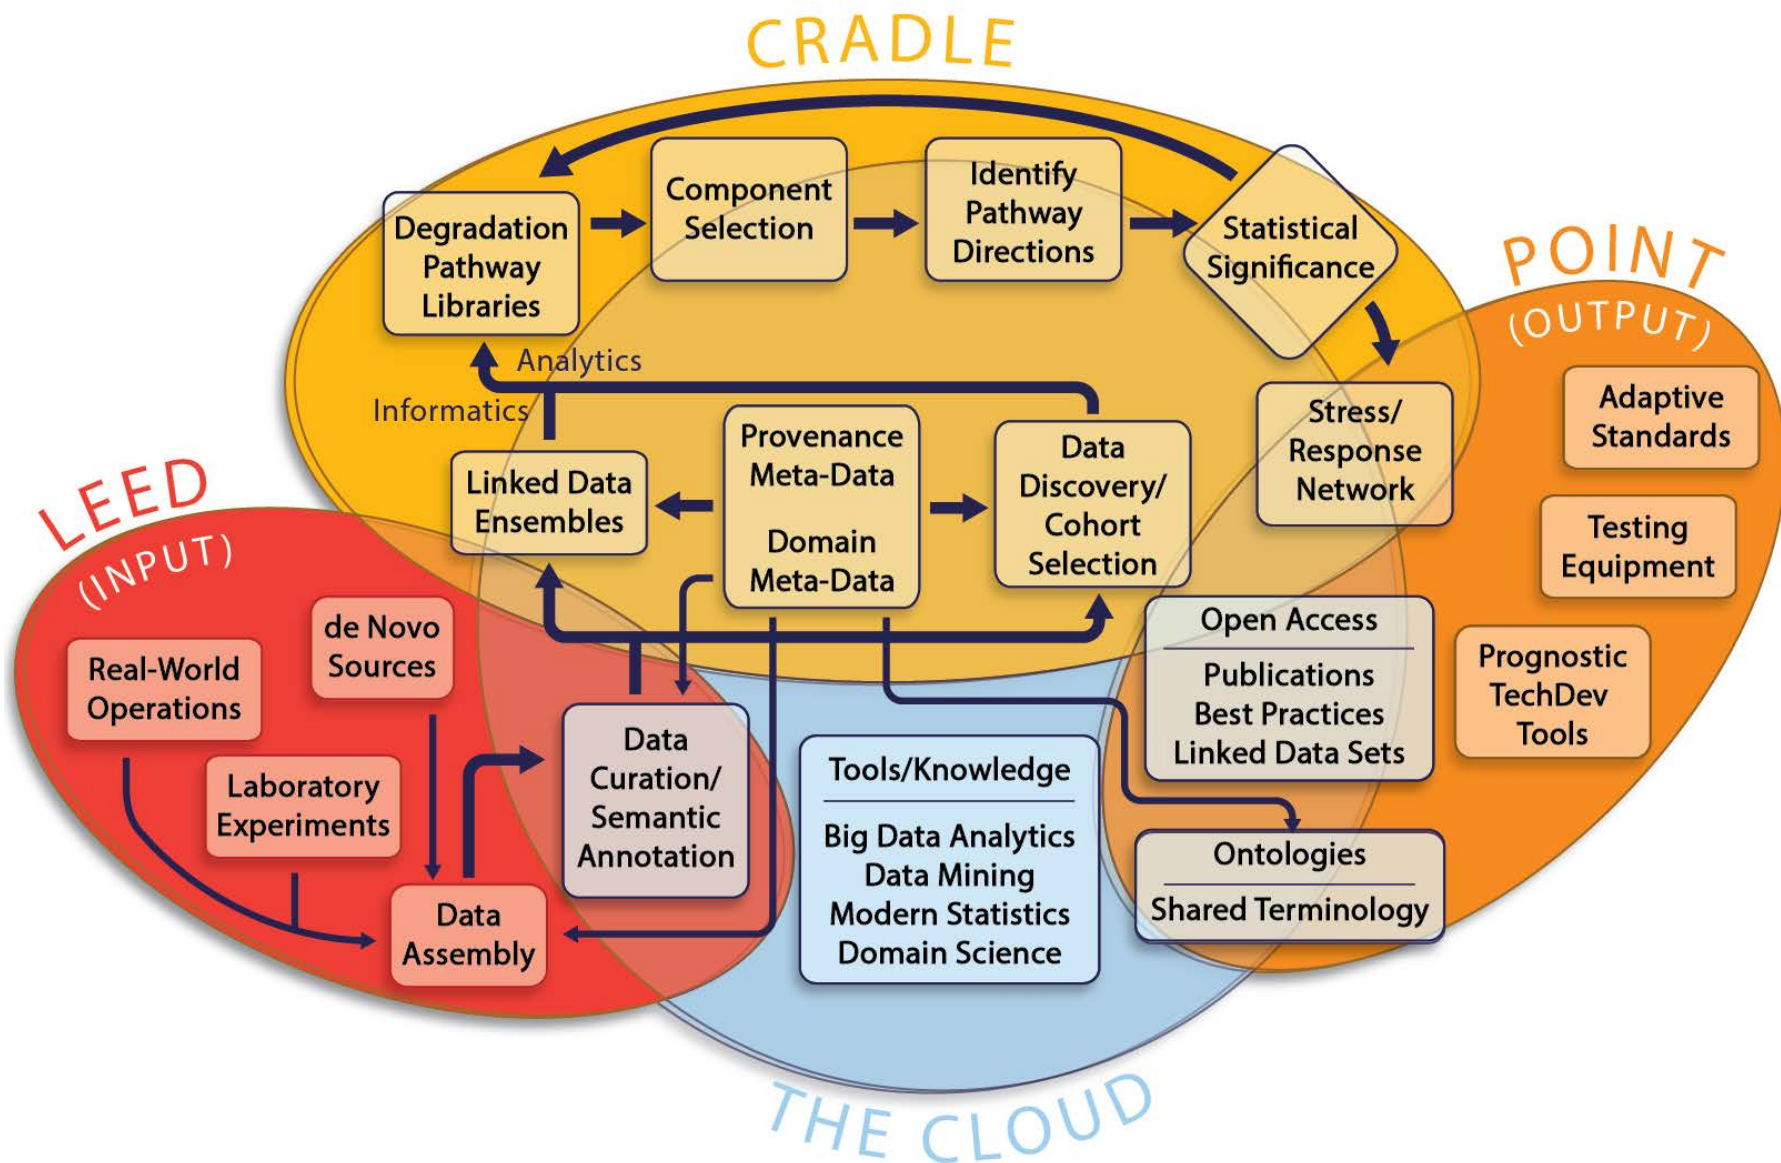 CRADLE
Degradation
Pathway
Libraries
Component
Selection
Identify
Pathway
Directions
Statistical
Significance
Analytics
Informatics
Linked Data
Ensembles
Provenance
Meta-Data
Domain
Meta-Data
Data
Discovery/
Cohort
Selection
Stress/
Response
Network
POINT
(OUTPUT)
Adaptive
Standards
Testing
Equipment
Prognostic
TechDev
Tools
Open Access
Publications
Best Practices
Linked Data Sets
Ontologies
Shared Terminology
LEED
(INPUT)
de Novo
Sources
Real-World
Operations
Laboratory
Experiments
Data
Assembly
Data
Curation/
Semantic
Annotation
Tools/Knowledge
Big Data Analytics
Data Mining
Modern Statistics
Domain Science
THE CLOUD